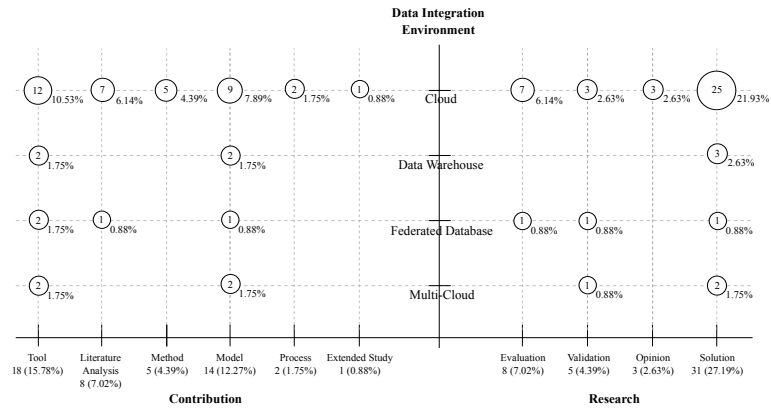 Data Integration
Environment
12 7 5 9 2 1 7 3 3 25
10.53% 6.14% 4.39% 7.89% 1.75% 0.88% Cloud 6.14% 2.63% 2.63% 21.93%
2 2 3
1.75% 1.75% Data Warehouse 2.63%
2 1 1 1 1 1
1.75% 0.88% 0.88% Federated Database 0.88% 0.88% 0.88%
2 2 1 2
1.75% 1.75% Multi-Cloud 0.88% 1.75%
Tool Literature Method Model Process Extended Study Evaluation Validation Opinion Solution
18 (15.78%) Analysis 5 (4.39%) 14 (12.27%) 2 (1.75%) 1 (0.88%) 8 (7.02%) 5 (4.39%) 3 (2.63%) 31 (27.19%)
8 (7.02%)
Contribution Research